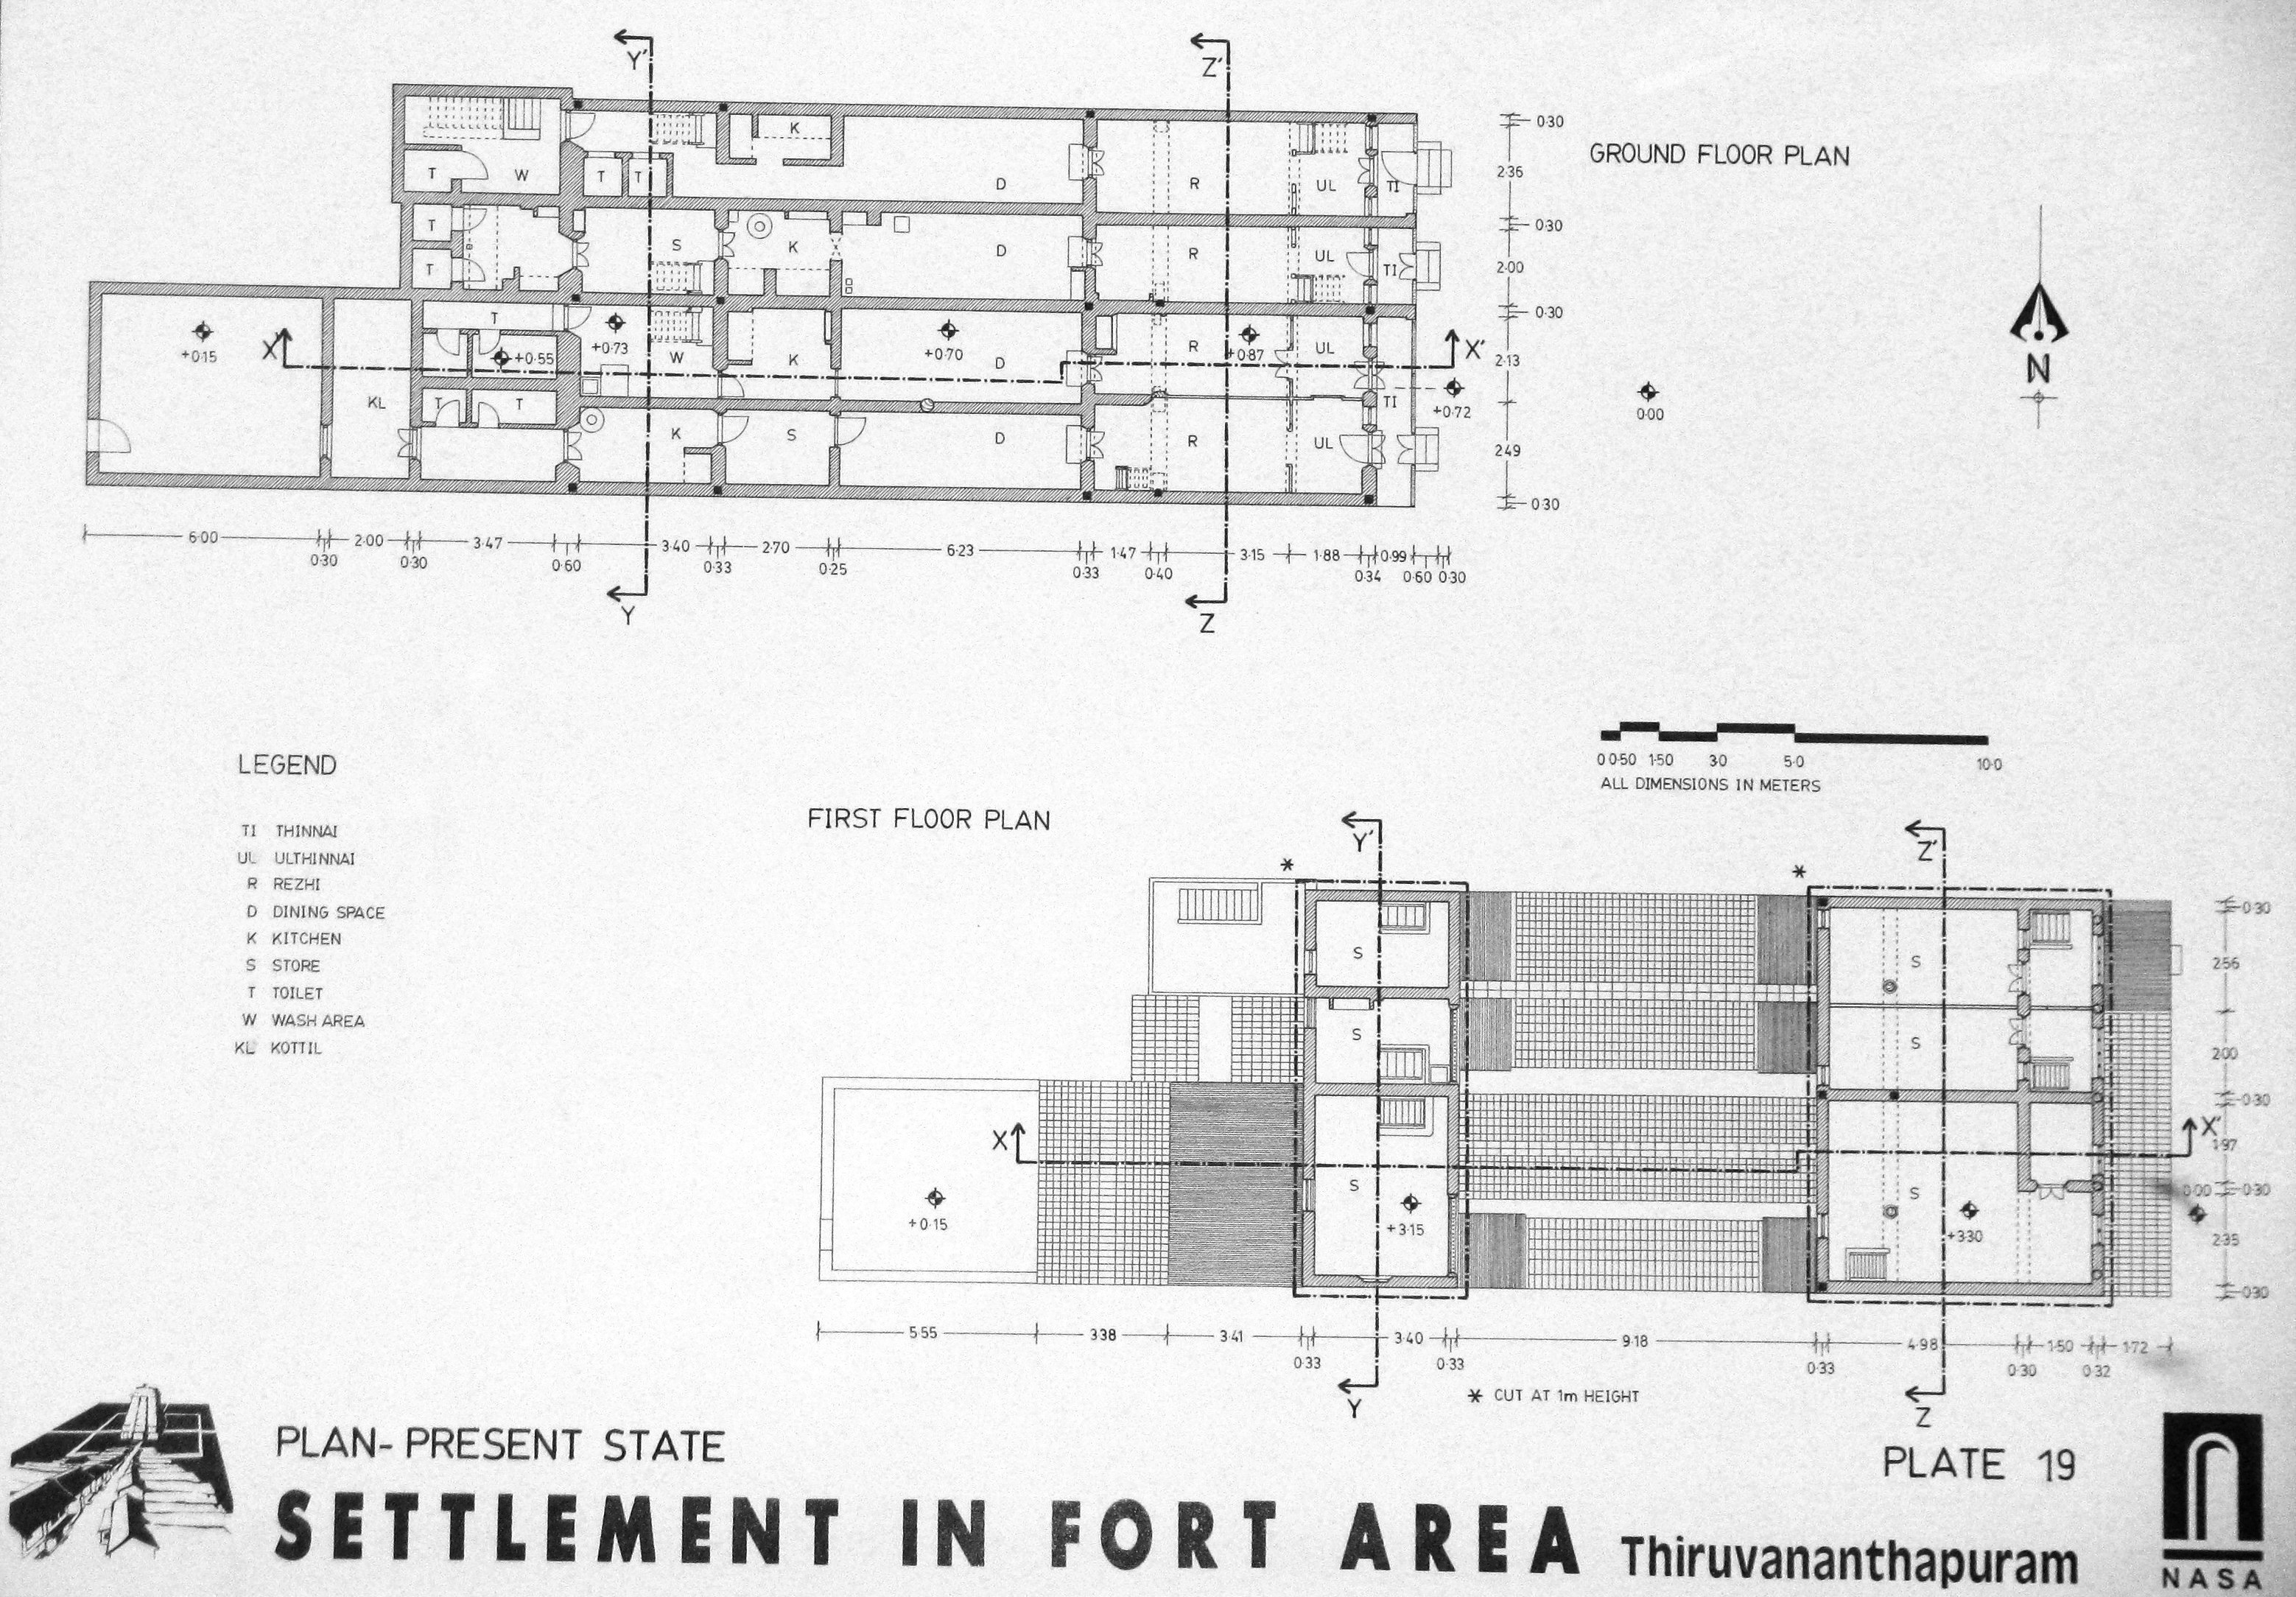 Y' Z'
GROUND FLOOR PLAN
K
T W T T D R UL TI
T S K D R UL TI
T
+0·15 X +0·55 +0·73 W K +0·70 D R +0·87 UL X'
T
KL T T K S D R UL TI +0·72 0·00
0·30
2·35
0·30
2·00
0·30
2·13
2·49
0·30
N
6·00 2·00 3·47 3·40 2·70 6·23 1·47 3·15 1·88 0·99
0·30 0·30 0·60 0·33 0·25 0·33 0·40 0·34 0·60 0·30
Y Z
0 0·50 1·50 3·0 5·0 10·0
ALL DIMENSIONS IN METERS
LEGEND
TI THINNAI
UL ULTHINNAI
R REZHI
D DINING SPACE
K KITCHEN
S STORE
T TOILET
W WASH AREA
KL KOTTIL
FIRST FLOOR PLAN
Y' Z'
* *
S S
S S
X X'
S S
+0·15 +3·15 +3·30
0·30
2·56
2·00
0·30
1·97
0·00 0·30
2·35
0·30
5·55 3·38 3·41 3·40 9·18 4·98 1·50 1·72
0·33 0·33 0·33 0·30 0·32
Y Z
* CUT AT 1m HEIGHT
PLAN- PRESENT STATE
PLATE 19
SETTLEMENT IN FORT AREA Thiruvananthapuram
NASA